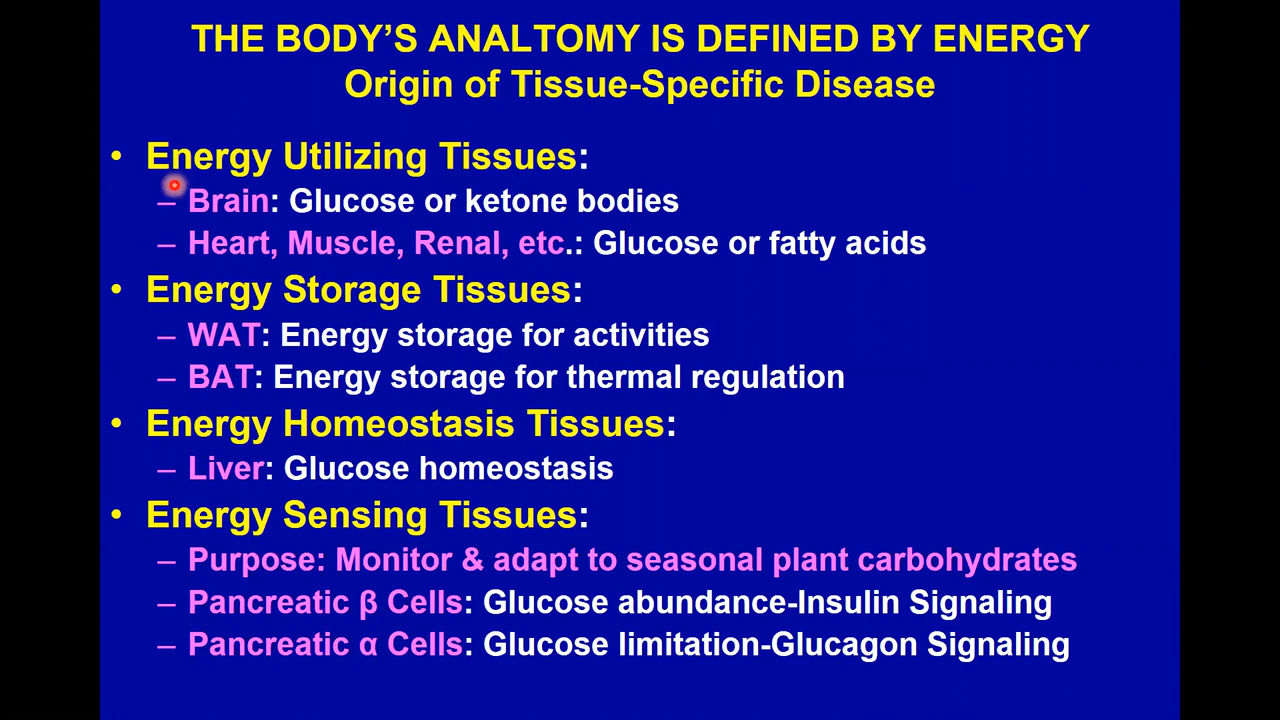 THE BODY’S ANALTOMY IS DEFINED BY ENERGY
Origin of Tissue-Specific Disease
• Energy Utilizing Tissues:
– Brain: Glucose or ketone bodies
– Heart, Muscle, Renal, etc.: Glucose or fatty acids
• Energy Storage Tissues:
– WAT: Energy storage for activities
– BAT: Energy storage for thermal regulation
• Energy Homeostasis Tissues:
– Liver: Glucose homeostasis
• Energy Sensing Tissues:
– Purpose: Monitor & adapt to seasonal plant carbohydrates
– Pancreatic β Cells: Glucose abundance-Insulin Signaling
– Pancreatic α Cells: Glucose limitation-Glucagon Signaling